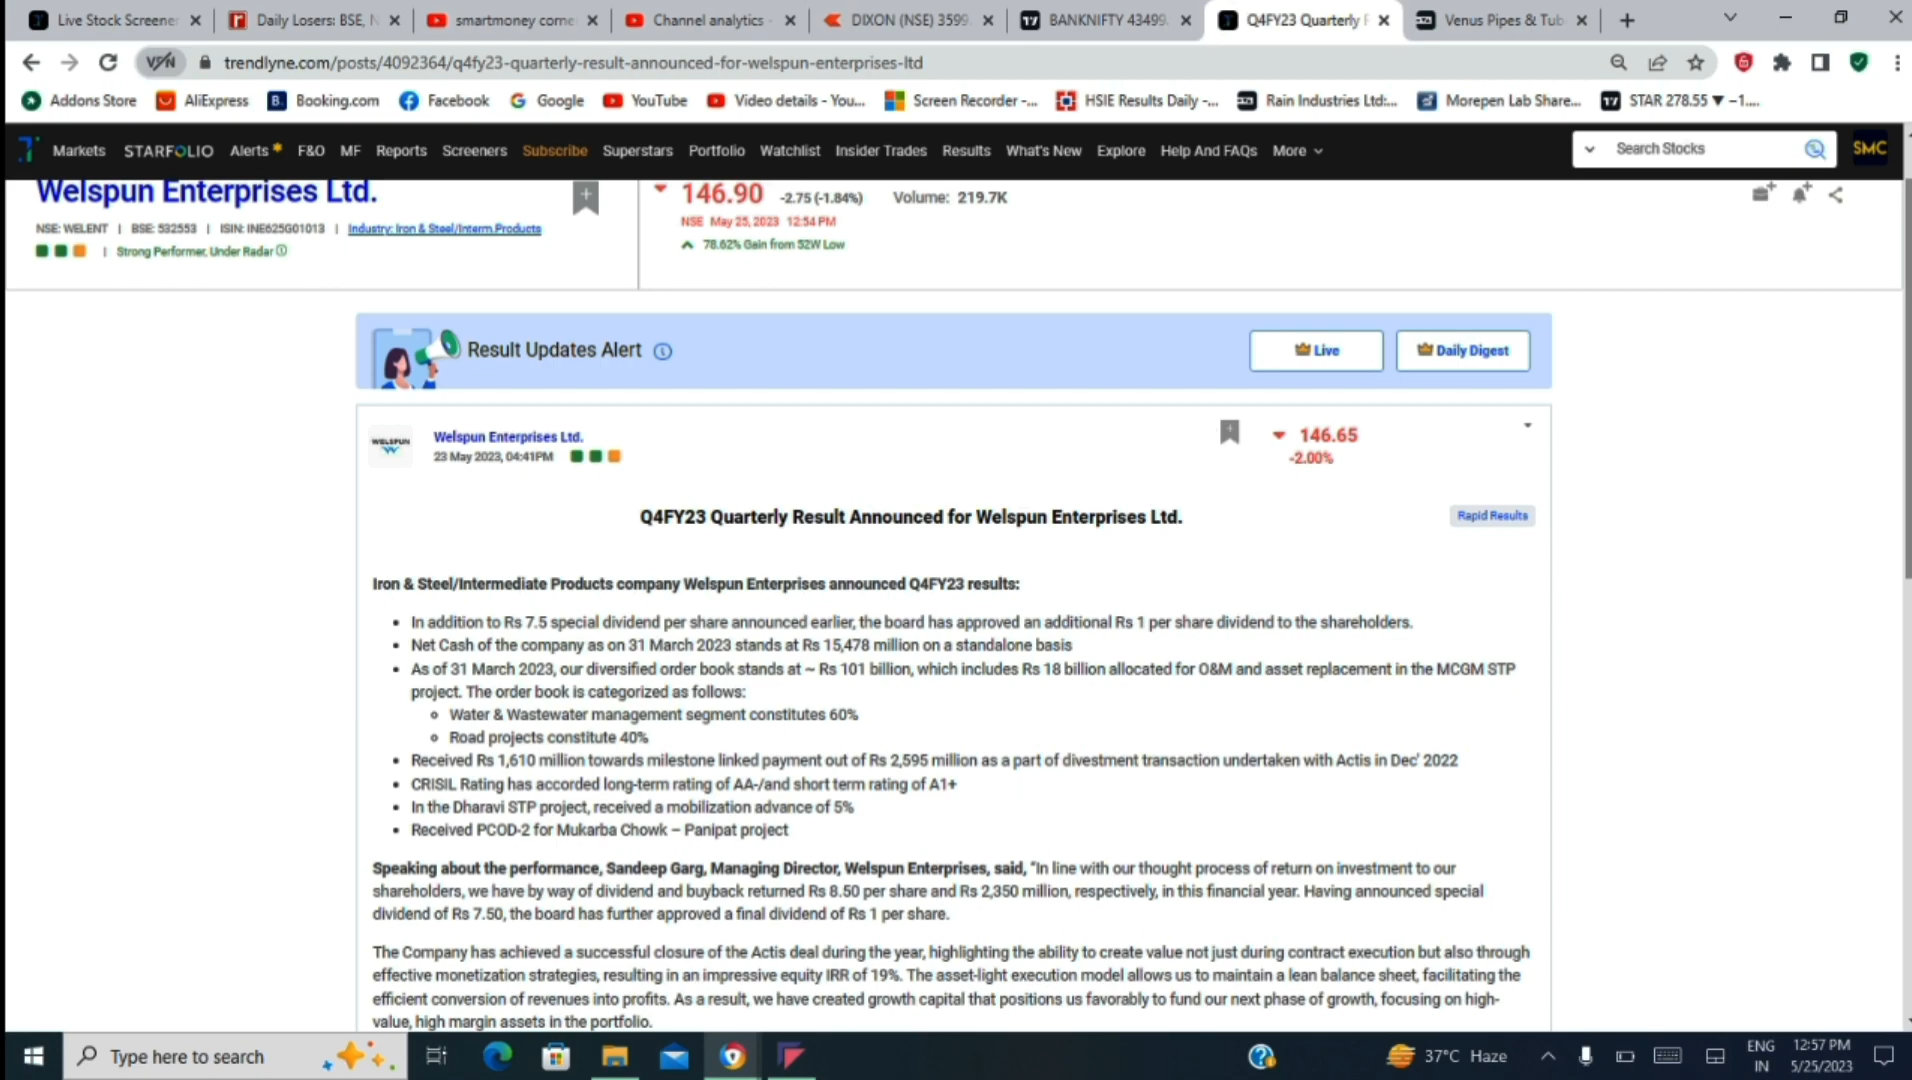 Live Stock Screener
Daily Losers: BSE, N
smartmoney corne
Channel analytics -
DIXON (NSE) 3599.
BANKNIFTY 43499.
Q4FY23 Quarterly R
Venus Pipes & Tub
VPN
trendlyne.com/posts/4092364/q4fy23-quarterly-result-announced-for-welspun-enterprises-ltd
Addons Store
AliExpress
Booking.com
Facebook
Google
YouTube
Video details - You...
Screen Recorder -...
HSIE Results Daily -...
Rain Industries Ltd:...
Morepen Lab Share...
STAR 278.55 ▼ −1....
Markets STARFOLIO Alerts F&O MF Reports Screeners Subscribe Superstars Portfolio Watchlist Insider Trades Results What's New Explore Help And FAQs More
Search Stocks
SMC
Welspun Enterprises Ltd.
NSE: WELENT | BSE: 532553 | ISIN: INE625G01013 | Industry: Iron & Steel/Interm.Products
| Strong Performer, Under Radar
146.90 -2.75 (-1.84%) Volume: 219.7K
NSE May 25, 2023 12:54 PM
78.62% Gain from 52W Low
Result Updates Alert
Live
Daily Digest
WELSPUN
Welspun Enterprises Ltd.
23 May 2023, 04:41PM
146.65
-2.00%
Q4FY23 Quarterly Result Announced for Welspun Enterprises Ltd.
Rapid Results
Iron & Steel/Intermediate Products company Welspun Enterprises announced Q4FY23 results:
• In addition to Rs 7.5 special dividend per share announced earlier, the board has approved an additional Rs 1 per share dividend to the shareholders.
• Net Cash of the company as on 31 March 2023 stands at Rs 15,478 million on a standalone basis
• As of 31 March 2023, our diversified order book stands at ~ Rs 101 billion, which includes Rs 18 billion allocated for O&M and asset replacement in the MCGM STP
project. The order book is categorized as follows:
○ Water & Wastewater management segment constitutes 60%
○ Road projects constitute 40%
• Received Rs 1,610 million towards milestone linked payment out of Rs 2,595 million as a part of divestment transaction undertaken with Actis in Dec' 2022
• CRISIL Rating has accorded long-term rating of AA-/and short term rating of A1+
• In the Dharavi STP project, received a mobilization advance of 5%
• Received PCOD-2 for Mukarba Chowk – Panipat project
Speaking about the performance, Sandeep Garg, Managing Director, Welspun Enterprises, said, "In line with our thought process of return on investment to our
shareholders, we have by way of dividend and buyback returned Rs 8.50 per share and Rs 2,350 million, respectively, in this financial year. Having announced special
dividend of Rs 7.50, the board has further approved a final dividend of Rs 1 per share.
The Company has achieved a successful closure of the Actis deal during the year, highlighting the ability to create value not just during contract execution but also through
effective monetization strategies, resulting in an impressive equity IRR of 19%. The asset-light execution model allows us to maintain a lean balance sheet, facilitating the
efficient conversion of revenues into profits. As a result, we have created growth capital that positions us favorably to fund our next phase of growth, focusing on high-
value, high margin assets in the portfolio.
Type here to search
37°C Haze
ENG
IN
12:57 PM
5/25/2023